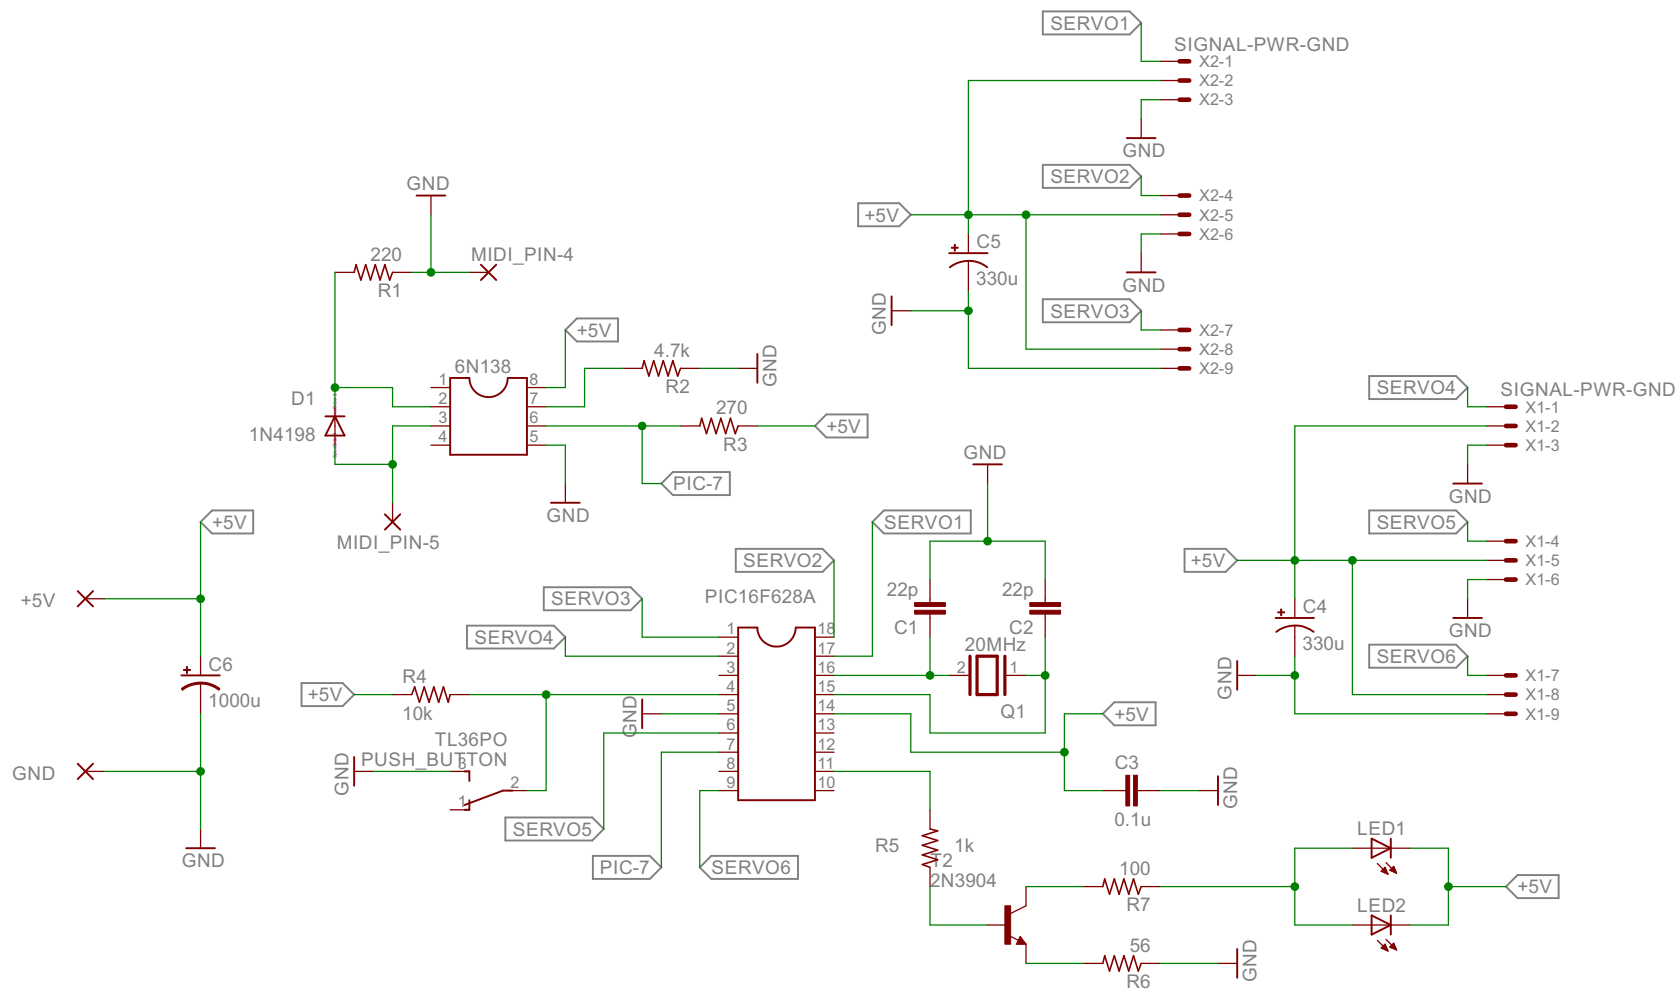 SERVO1
SIGNAL-PWR-GND
X2-1
X2-2
X2-3
GND
SERVO2
X2-4
+5V
X2-5
X2-6
C5
330u
GND
GND
SERVO3
X2-7
X2-8
X2-9
GND
220
R1
MIDI_PIN-4
+5V
6N138
4.7k
R2
GND
D1
1N4198
1
2
3
4
8
7
6
5
270
R3
+5V
PIC-7
GND
MIDI_PIN-5
SERVO4
SIGNAL-PWR-GND
X1-1
X1-2
X1-3
GND
SERVO5
X1-4
+5V
X1-5
X1-6
C4
330u
GND
GND
SERVO6
X1-7
X1-8
X1-9
+5V
+5V
C6
1000u
GND
GND
GND
SERVO1
SERVO2
SERVO3
SERVO4
PIC16F628A
22p
C1
22p
C2
20MHz
2
1
Q1
1
2
3
4
5
6
7
8
9
18
17
16
15
14
13
12
11
10
+5V
R4
10k
GND
TL36PO
PUSH_BUTTON
GND
3
2
1
SERVO5
PIC-7
SERVO6
+5V
C3
0.1u
GND
R5
1k
T2
2N3904
100
R7
56
R6
GND
LED1
LED2
+5V